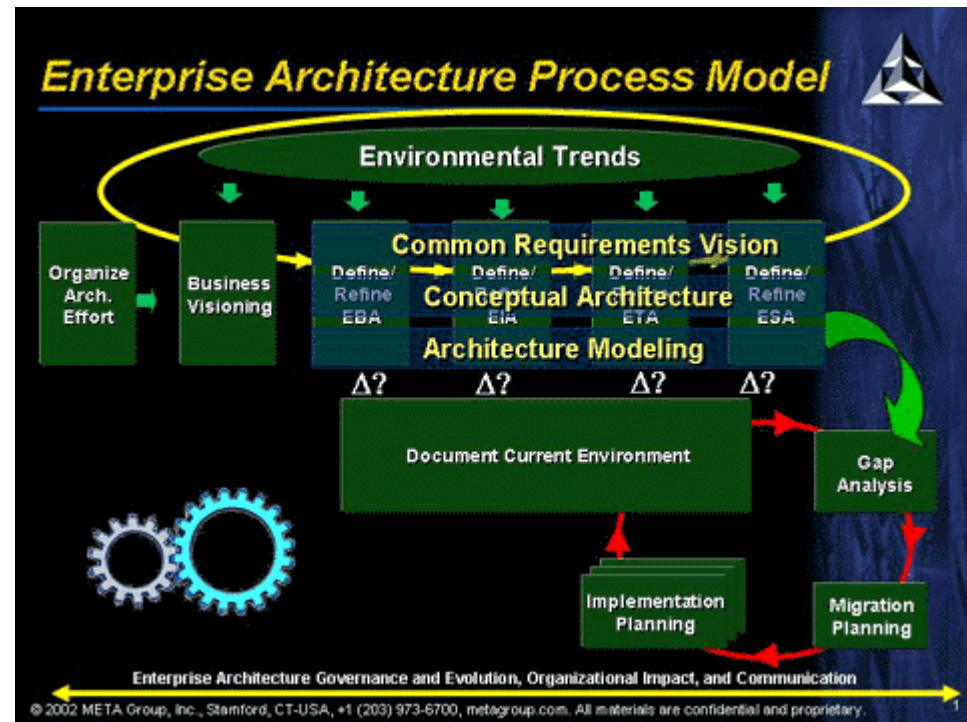 Enterprise Architecture Process Model
Environmental Trends
Organize
Arch.
Effort
Business
Visioning
Common Requirements Vision
Define/
Refine
EBA
Define/
EIA
Define/
ETA
Define/
Refine
ESA
Conceptual Architecture
Architecture Modeling
Δ?
Δ?
Δ?
Δ?
Document Current Environment
Gap
Analysis
Implementation
Planning
Migration
Planning
Enterprise Architecture Governance and Evolution, Organizational Impact, and Communication
© 2002 META Group, Inc., Stamford, CT-USA, +1 (203) 973-6700, metagroup.com. All materials are confidential and proprietary.
1